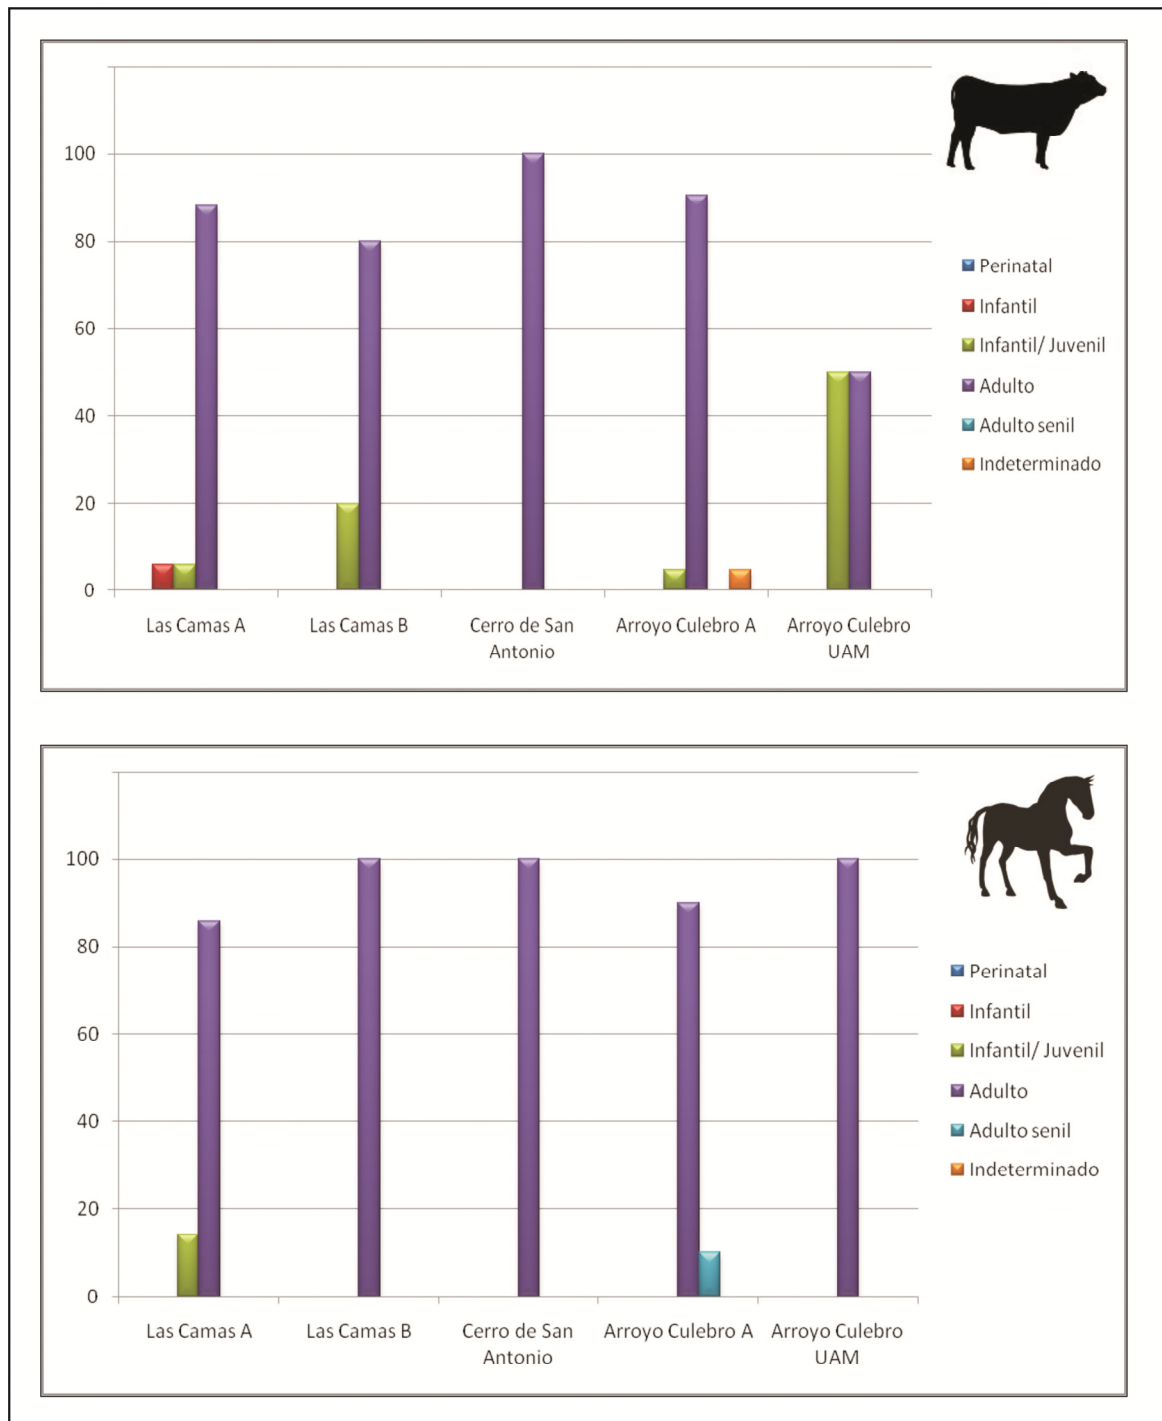 100
80
60
40
20
0
Las Camas A
Las Camas B
Cerro de San
Antonio
Arroyo Culebro A
Arroyo Culebro
UAM
Perinatal
Infantil
Infantil/ Juvenil
Adulto
Adulto senil
Indeterminado
100
80
60
40
20
0
Las Camas A
Las Camas B
Cerro de San
Antonio
Arroyo Culebro A
Arroyo Culebro
UAM
Perinatal
Infantil
Infantil/ Juvenil
Adulto
Adulto senil
Indeterminado